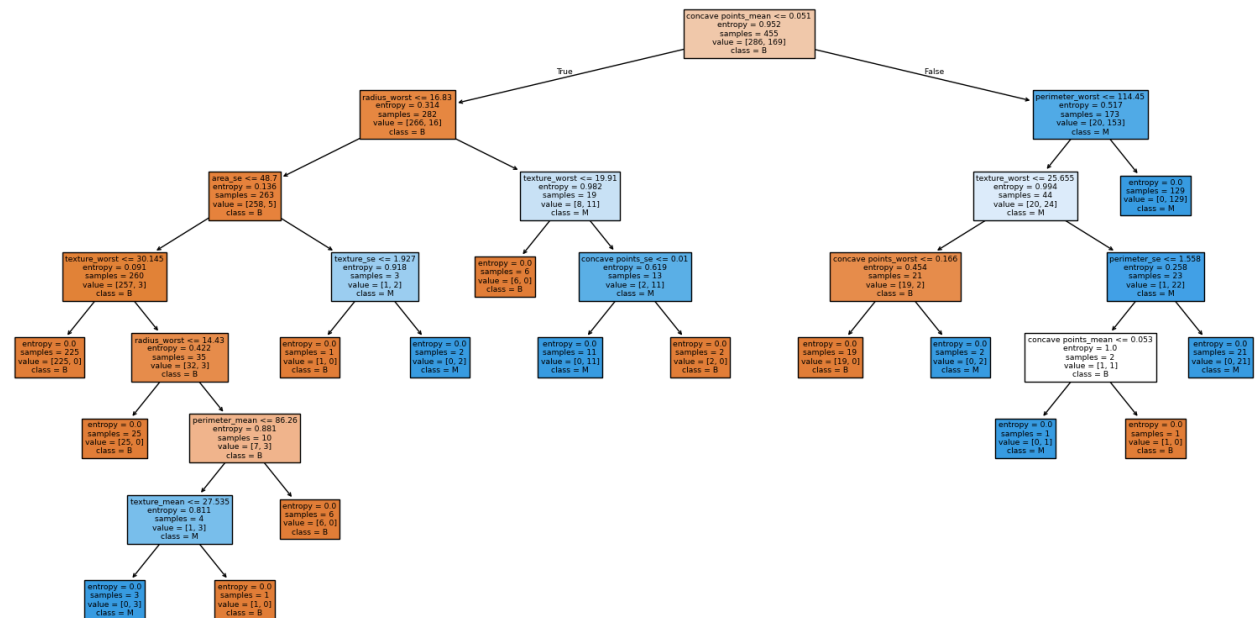 concave points_mean <= 0.051
entropy = 0.952
samples = 455
value = [286, 169]
class = B
True
False
radius_worst <= 16.83
entropy = 0.314
samples = 282
value = [266, 16]
class = B
perimeter_worst <= 114.45
entropy = 0.517
samples = 173
value = [20, 153]
class = M
area_se <= 48.7
entropy = 0.136
samples = 263
value = [258, 5]
class = B
texture_worst <= 19.91
entropy = 0.982
samples = 19
value = [8, 11]
class = M
texture_worst <= 25.655
entropy = 0.994
samples = 44
value = [20, 24]
class = M
entropy = 0.0
samples = 129
value = [0, 129]
class = M
texture_worst <= 30.145
entropy = 0.091
samples = 260
value = [257, 3]
class = B
texture_se <= 1.927
entropy = 0.918
samples = 3
value = [1, 2]
class = M
entropy = 0.0
samples = 6
value = [6, 0]
class = B
concave points_se <= 0.01
entropy = 0.619
samples = 13
value = [2, 11]
class = M
concave points_worst <= 0.166
entropy = 0.454
samples = 21
value = [19, 2]
class = B
perimeter_se <= 1.558
entropy = 0.258
samples = 23
value = [1, 22]
class = M
entropy = 0.0
samples = 225
value = [225, 0]
class = B
radius_worst <= 14.43
entropy = 0.422
samples = 35
value = [32, 3]
class = B
entropy = 0.0
samples = 1
value = [1, 0]
class = B
entropy = 0.0
samples = 2
value = [0, 2]
class = M
entropy = 0.0
samples = 11
value = [0, 11]
class = M
entropy = 0.0
samples = 2
value = [2, 0]
class = B
entropy = 0.0
samples = 19
value = [19, 0]
class = B
entropy = 0.0
samples = 2
value = [0, 2]
class = M
concave points_mean <= 0.053
entropy = 1.0
samples = 2
value = [1, 1]
class = B
entropy = 0.0
samples = 21
value = [0, 21]
class = M
entropy = 0.0
samples = 25
value = [25, 0]
class = B
perimeter_mean <= 86.26
entropy = 0.881
samples = 10
value = [7, 3]
class = B
entropy = 0.0
samples = 1
value = [0, 1]
class = M
entropy = 0.0
samples = 1
value = [1, 0]
class = B
texture_mean <= 27.535
entropy = 0.811
samples = 4
value = [1, 3]
class = M
entropy = 0.0
samples = 6
value = [6, 0]
class = B
entropy = 0.0
samples = 3
value = [0, 3]
class = M
entropy = 0.0
samples = 1
value = [1, 0]
class = B